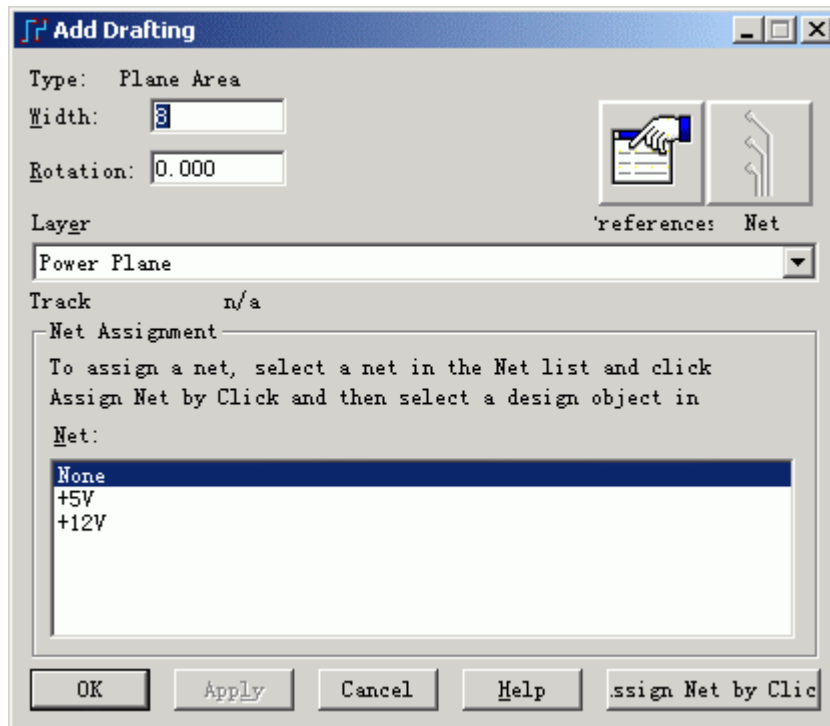 Add Drafting
Type: Plane Area
Width: 8
Rotation: 0.000
Layer
'references Net
Power Plane
Track n/a
Net Assignment
To assign a net, select a net in the Net list and click
Assign Net by Click and then select a design object in
Net:
None
+5V
+12V
OK Apply Cancel Help .ssign Net by Clic